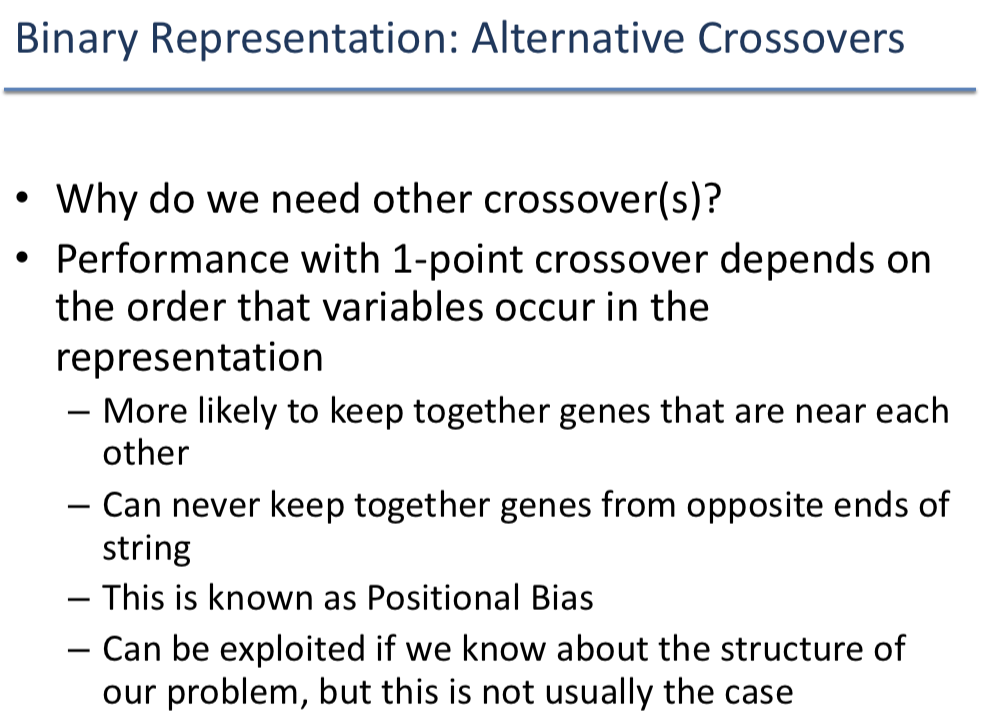 Binary Representation: Alternative Crossovers
• Why do we need other crossover(s)?
• Performance with 1-point crossover depends on
the order that variables occur in the
representation
– More likely to keep together genes that are near each
other
– Can never keep together genes from opposite ends of
string
– This is known as Positional Bias
– Can be exploited if we know about the structure of
our problem, but this is not usually the case